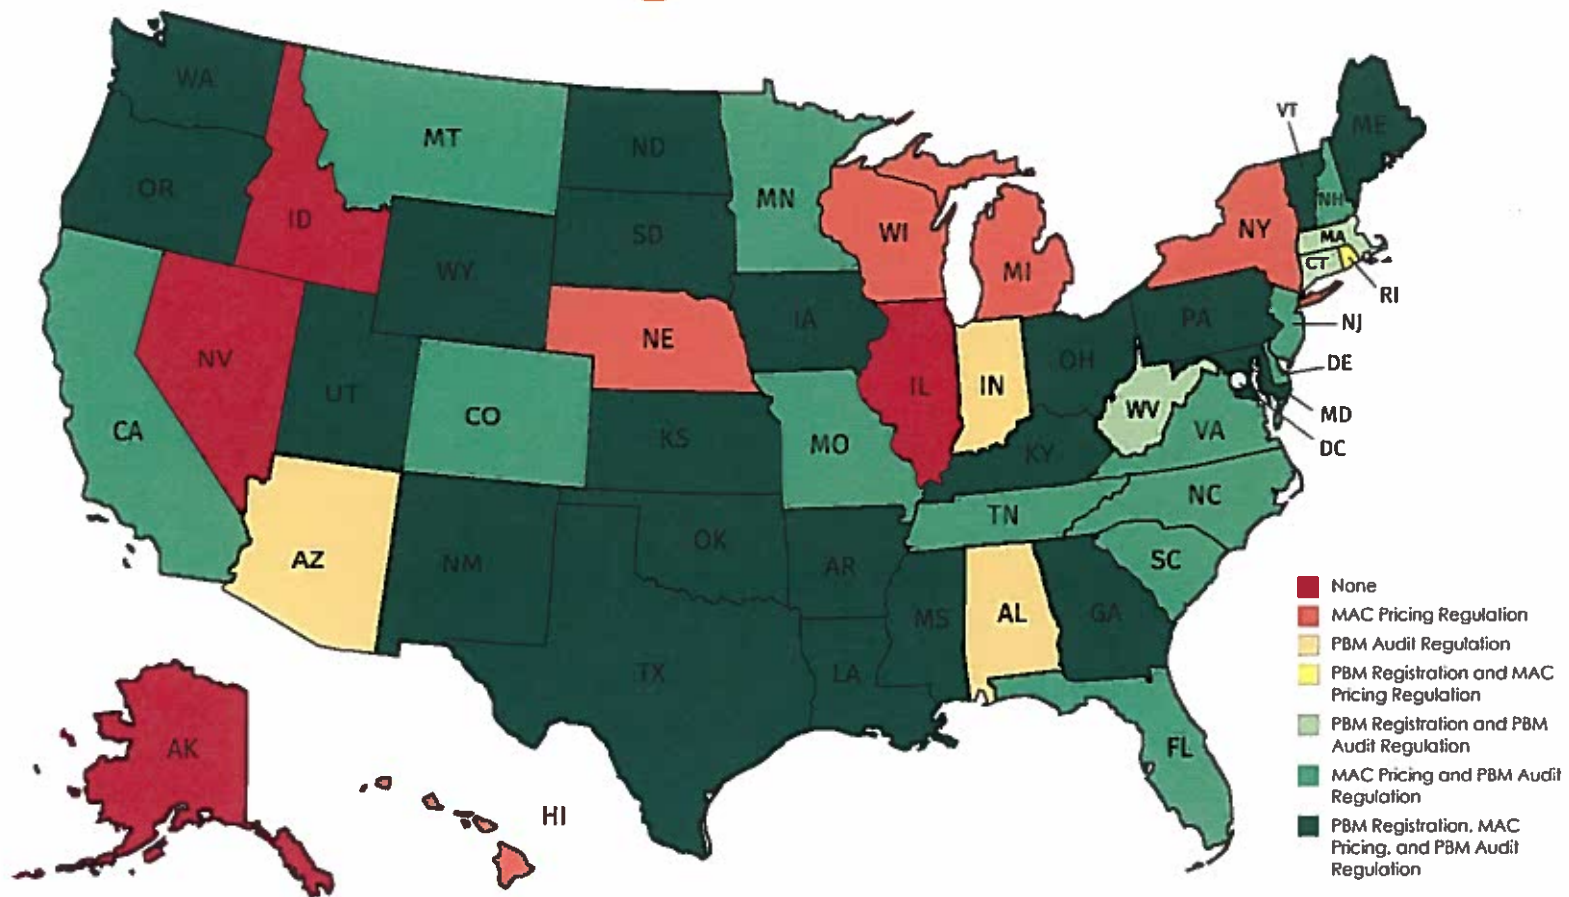 WA
MT
ND
MN
VT
ME
OR
ID
SD
WI
NH
NY
MA
WY
MI
CT
RI
NE
IA
PA
NJ
NV
UT
IL
IN
OH
DE
CA
CO
KS
MO
WV
VA
MD
KY
DC
NC
TN
AZ
NM
OK
AR
SC
MS
AL
GA
TX
LA
FL
AK
HI
None
MAC Pricing Regulation
PBM Audit Regulation
PBM Registration and MAC
Pricing Regulation
PBM Registration and PBM
Audit Regulation
MAC Pricing and PBM Audit
Regulation
PBM Registration, MAC
Pricing, and PBM Audit
Regulation